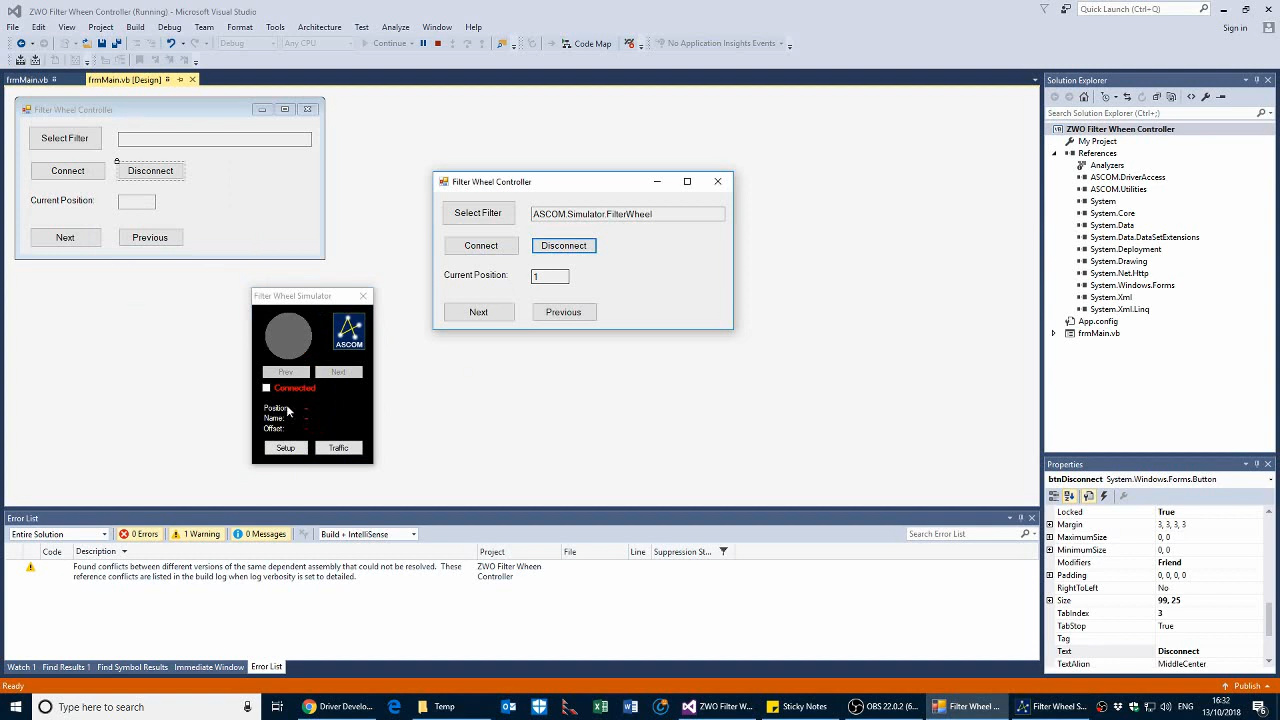 ZWO Filter Wheel Controller (Running) - Microsoft Visual Studio
Quick Launch (Ctrl+Q)
File Edit View Project Build Debug Team Tools Architecture Test Analyze Window Help
Sign in
Debug Any CPU Continue Code Map No Application Insights Events
frmMain.vb frmMain.vb [Design]
Filter Wheel Controller
Select Filter
Connect Disconnect
Current Position:
Next Previous
Filter Wheel Controller
Select Filter ASCOM.Simulator.FilterWheel
Connect Disconnect
Current Position: 1
Next Previous
Filter Wheel Simulator
ASCOM
Prev Next
Connected
Position: -
Name: -
Offset: -
Setup Traffic
Solution Explorer
Search Solution Explorer (Ctrl+;)
ZWO Filter Wheen Controller
My Project
References
Analyzers
ASCOM.DriverAccess
ASCOM.Utilities
System
System.Core
System.Data
System.Data.DataSetExtensions
System.Deployment
System.Drawing
System.Net.Http
System.Windows.Forms
System.Xml
System.Xml.Linq
App.config
frmMain.vb
Properties
btnDisconnect System.Windows.Forms.Button
Locked True
Margin 3, 3, 3, 3
MaximumSize 0, 0
MinimumSize 0, 0
Modifiers Friend
Padding 0, 0, 0, 0
RightToLeft No
Size 99, 25
TabIndex 3
TabStop True
Tag
Text Disconnect
TextAlign MiddleCenter
Error List
Entire Solution 0 Errors 1 Warning 0 Messages Build + IntelliSense
Search Error List
Code Description Project File Line Suppression St...
Found conflicts between different versions of the same dependent assembly that could not be resolved. These
reference conflicts are listed in the build log when log verbosity is set to detailed.
ZWO Filter Wheen
Controller
Watch 1 Find Results 1 Find Symbol Results Immediate Window Error List
Ready
Publish
Type here to search
Driver Develo...
Temp
ZWO Filter W...
Sticky Notes
OBS 22.0.2 (6...
Filter Wheel ...
Filter Wheel S...
ENG
16:32
13/10/2018